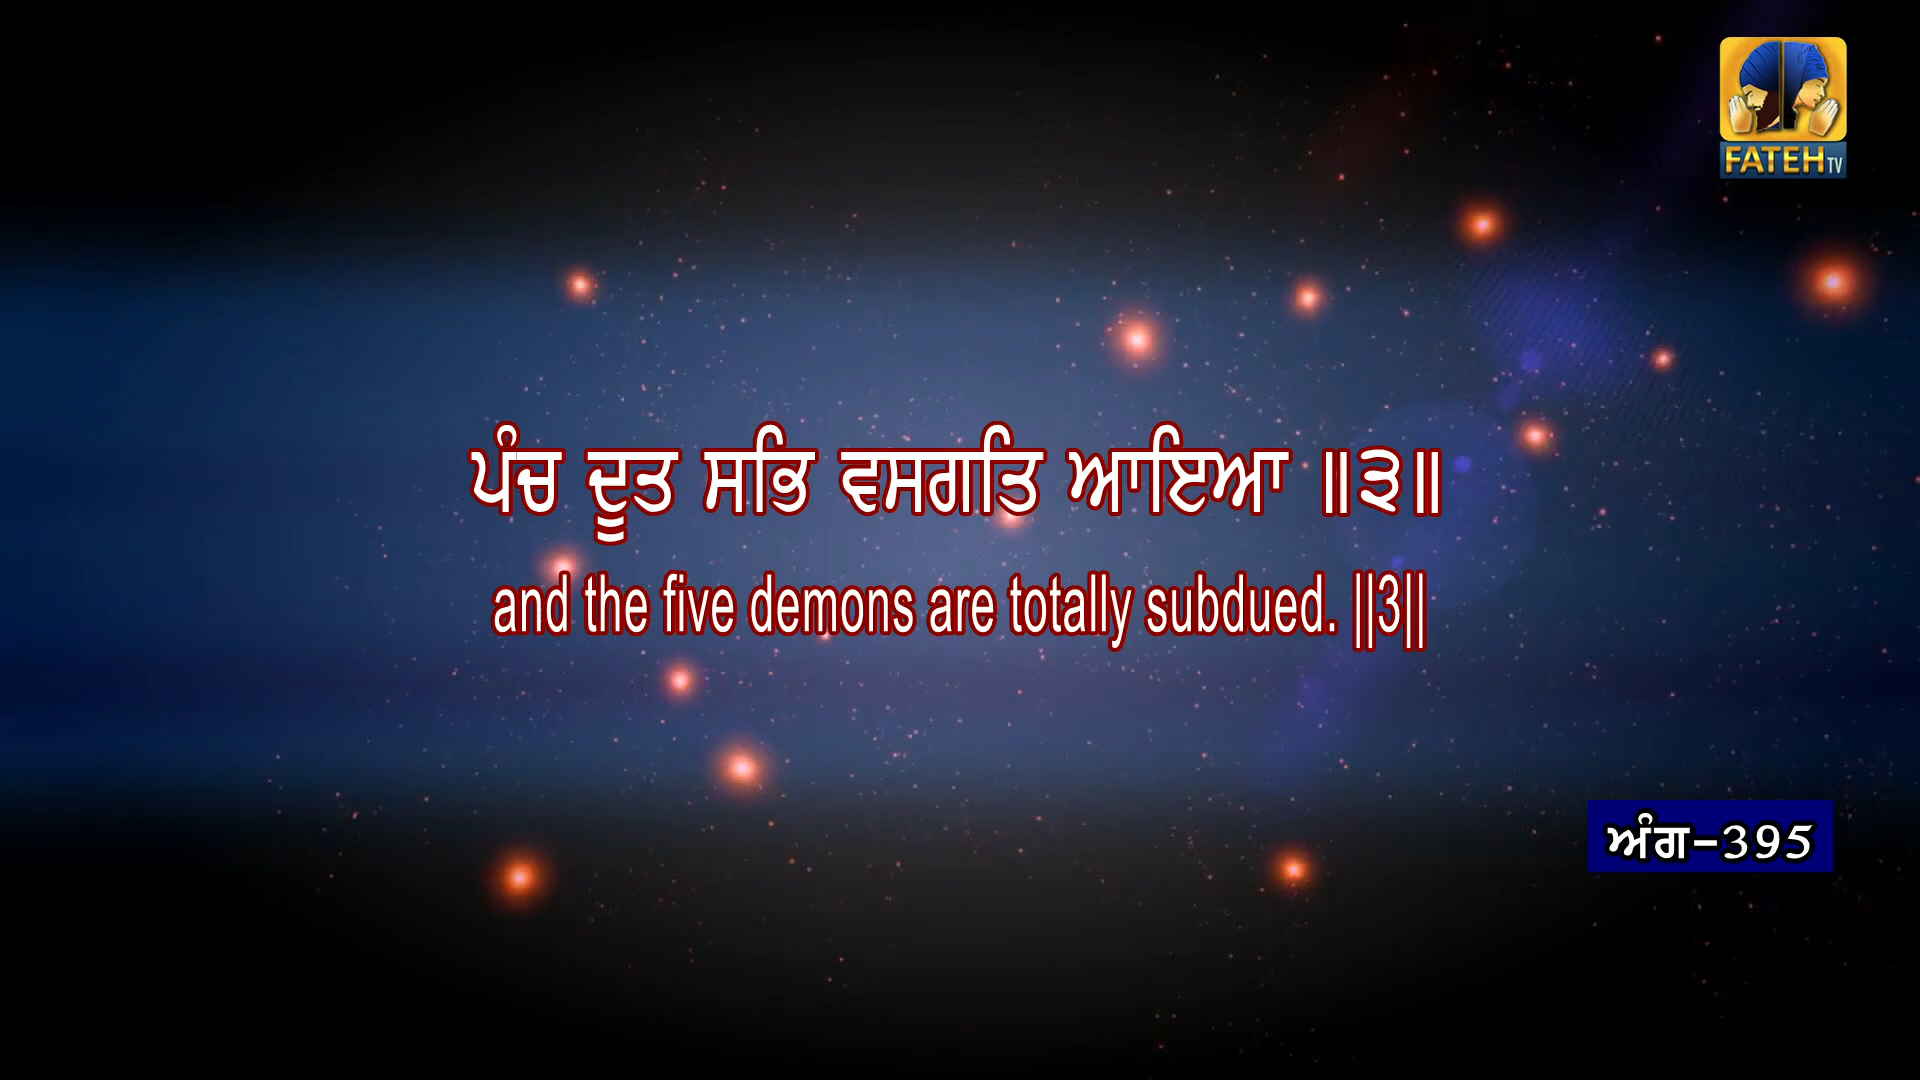 FATEH TV
ਪੰਚ ਦੂਤ ਸਭਿ ਵਸਗਤਿ ਆਇਆ ॥੩॥
and the five demons are totally subdued. ||3||
ਅੰਗ-395